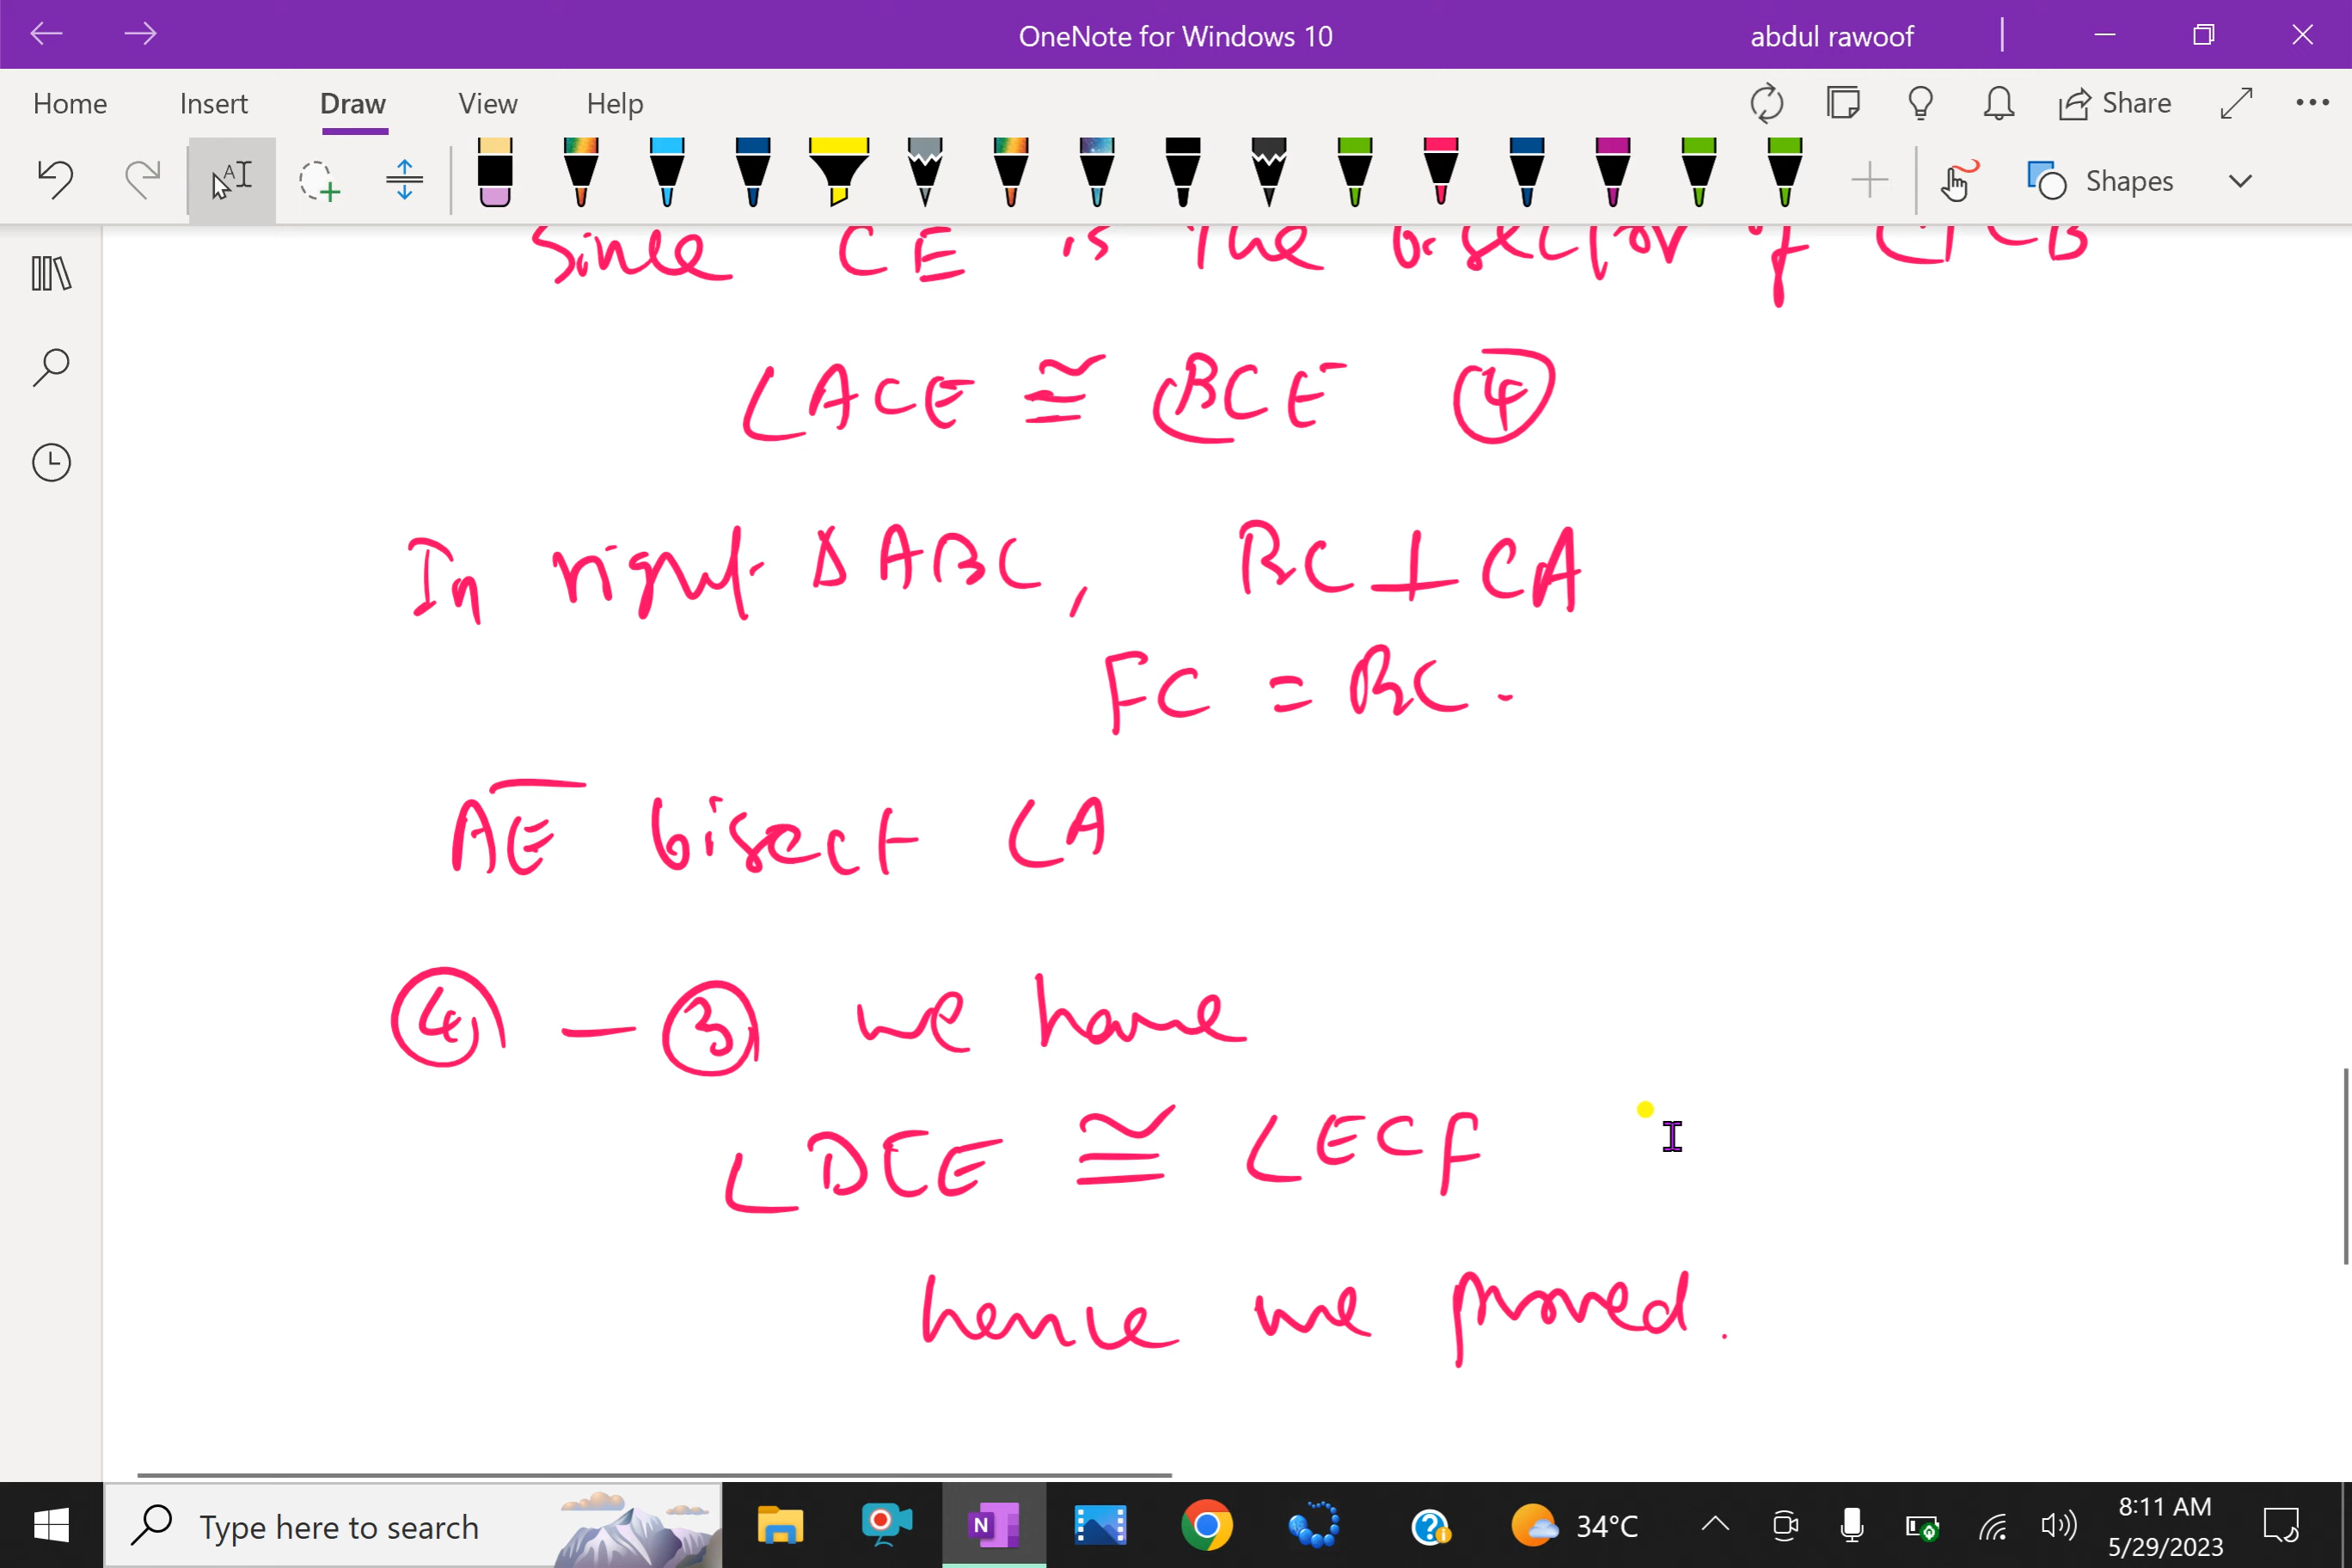 OneNote for Windows 10 abdul rawoof
Home Insert Draw View Help Share
Shapes
Since CE is the bisector of ∠ACB
∠ACE ≅ ∠BCE ④
In right Δ ABC, BC ⊥ CA
FC = BC.
AE bisect ∠A
④ – ③ we have
∠DCE ≅ ∠ECF
hence we proved.
Type here to search
34°C
8:11 AM
5/29/2023